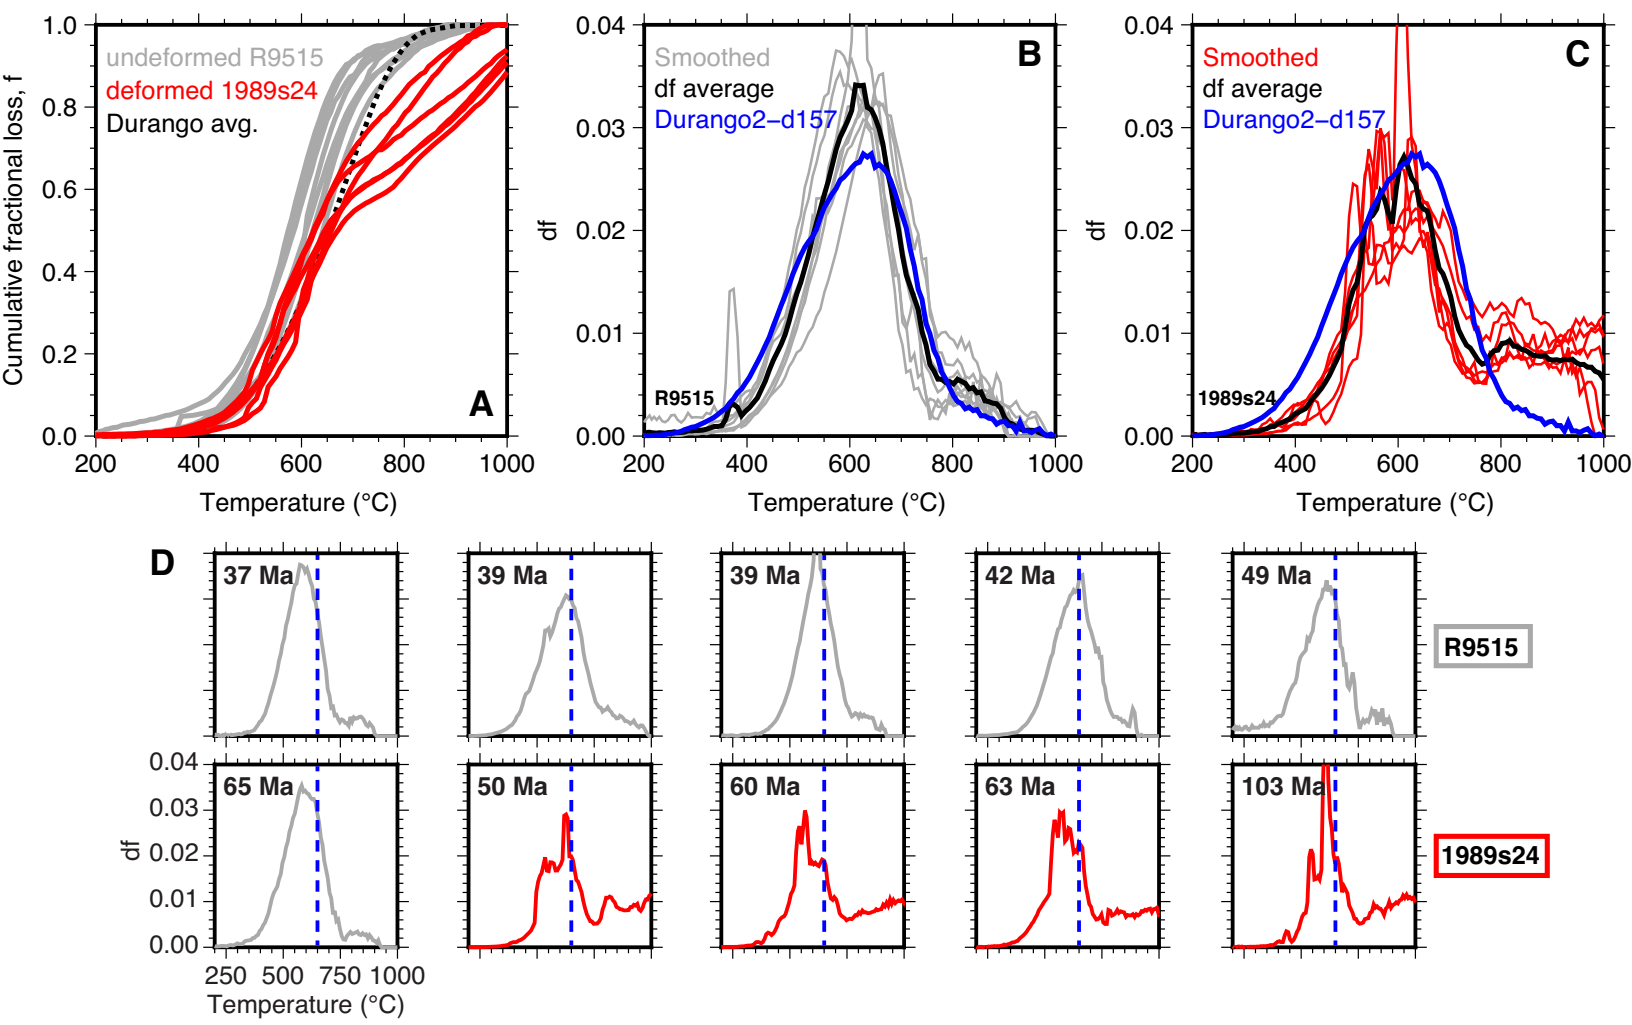 Cumulative fractional loss, f
1.0
0.8
0.6
0.4
0.2
0.0
undeformed R9515
deformed 1989s24
Durango avg.
A
200 400 600 800 1000
Temperature (°C)
df
0.04
0.03
0.02
0.01
0.00
Smoothed
df average
Durango2−d157
B
R9515
200 400 600 800 1000
Temperature (°C)
df
0.04
0.03
0.02
0.01
0.00
Smoothed
df average
Durango2−d157
C
1989s24
200 400 600 800 1000
Temperature (°C)
D
37 Ma
39 Ma
39 Ma
42 Ma
49 Ma
R9515
df
0.04
0.03
0.02
0.01
0.00
65 Ma
50 Ma
60 Ma
63 Ma
103 Ma
1989s24
250 500 750 1000
Temperature (°C)